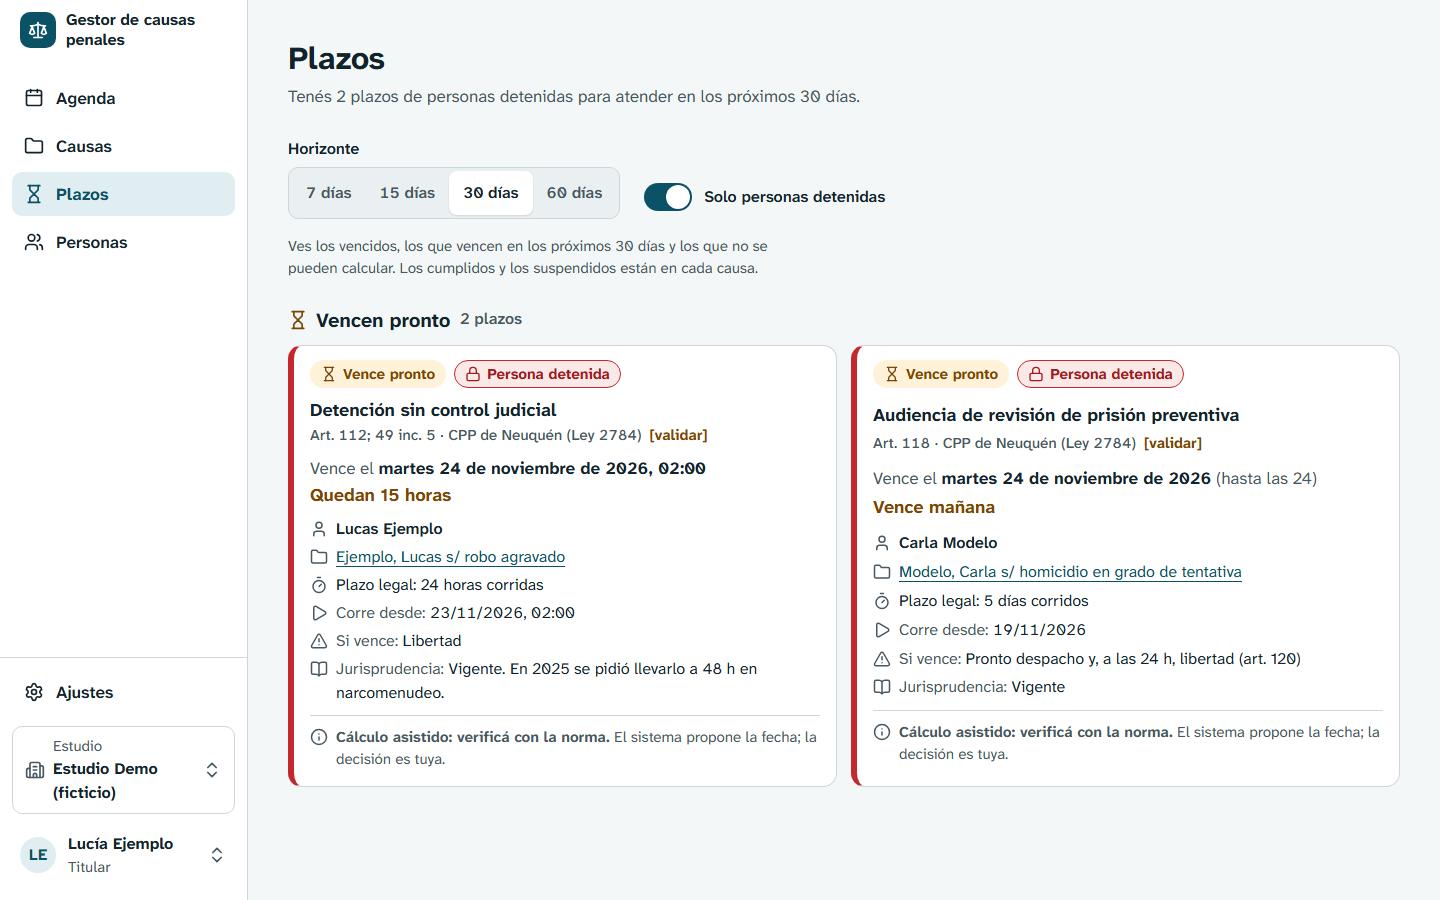 Gestor de causas
penales
Agenda
Causas
Plazos
Personas
Ajustes
Estudio
Estudio Demo
(ficticio)
LE
Lucía Ejemplo
Titular
Plazos
Tenés 2 plazos de personas detenidas para atender en los próximos 30 días.
Horizonte
7 días
15 días
30 días
60 días
Solo personas detenidas
Ves los vencidos, los que vencen en los próximos 30 días y los que no se
pueden calcular. Los cumplidos y los suspendidos están en cada causa.
Vencen pronto 2 plazos
Vence pronto
Persona detenida
Detención sin control judicial
Art. 112; 49 inc. 5 · CPP de Neuquén (Ley 2784) [validar]
Vence el martes 24 de noviembre de 2026, 02:00
Quedan 15 horas
Lucas Ejemplo
Ejemplo, Lucas s/ robo agravado
Plazo legal: 24 horas corridas
Corre desde: 23/11/2026, 02:00
Si vence: Libertad
Jurisprudencia: Vigente. En 2025 se pidió llevarlo a 48 h en
narcomenudeo.
Cálculo asistido: verificá con la norma. El sistema propone la fecha; la
decisión es tuya.
Vence pronto
Persona detenida
Audiencia de revisión de prisión preventiva
Art. 118 · CPP de Neuquén (Ley 2784) [validar]
Vence el martes 24 de noviembre de 2026 (hasta las 24)
Vence mañana
Carla Modelo
Modelo, Carla s/ homicidio en grado de tentativa
Plazo legal: 5 días corridos
Corre desde: 19/11/2026
Si vence: Pronto despacho y, a las 24 h, libertad (art. 120)
Jurisprudencia: Vigente
Cálculo asistido: verificá con la norma. El sistema propone la fecha; la
decisión es tuya.